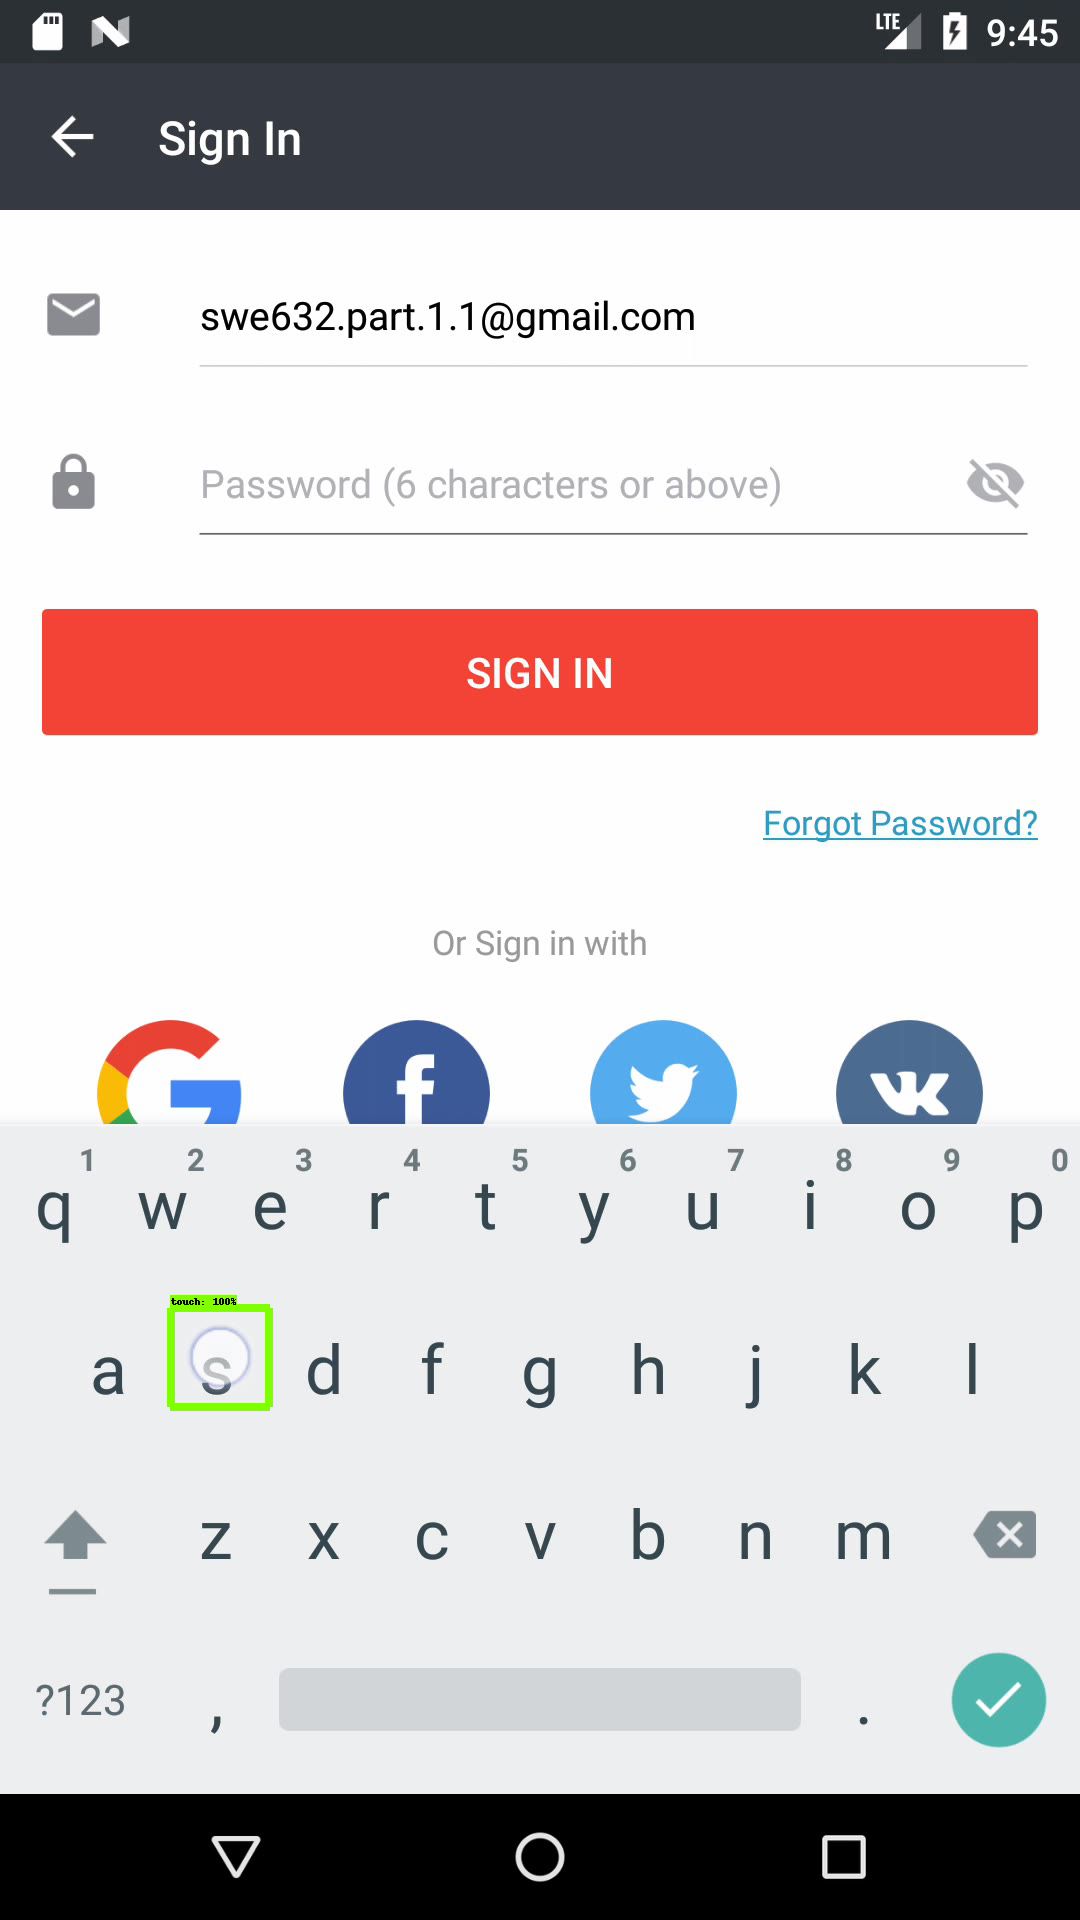 LTE 9:45
Sign In
swe632.part.1.1@gmail.com
Password (6 characters or above)
SIGN IN
Forgot Password?
Or Sign in with
1 2 3 4 5 6 7 8 9 0
q w e r t y u i o p
touch: 100%
a s d f g h j k l
z x c v b n m
?123 , .